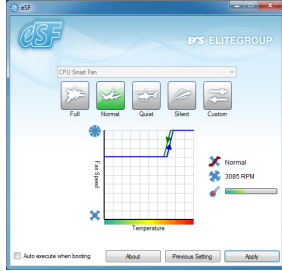 eSF
eSF
ECS ELITEGROUP
CPU Smart Fan
Full Normal Quiet Silent Custom
Fan Speed
Normal
3085 RPM
Temperature
Auto execute when booting About Previous Setting Apply